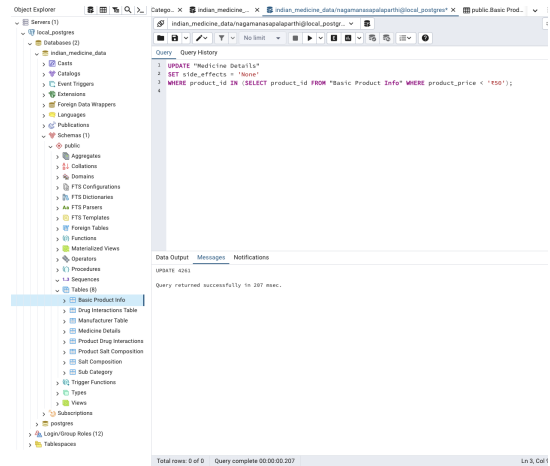 Object Explorer
Catego... ×
indian_medicine_... ×
indian_medicine_data/nagamanasapalaparthi@local_postgres* ×
public.Basic Prod...
Servers (1)
local_postgres
Databases (2)
indian_medicine_data
Casts
Catalogs
Event Triggers
Extensions
Foreign Data Wrappers
Languages
Publications
Schemas (1)
public
Aggregates
Collations
Domains
FTS Configurations
FTS Dictionaries
FTS Parsers
FTS Templates
Foreign Tables
Functions
Materialized Views
Operators
Procedures
Sequences
Tables (8)
Basic Product Info
Drug Interactions Table
Manufacturer Table
Medicine Details
Product Drug Interactions
Product Salt Composition
Salt Composition
Sub Category
Trigger Functions
Types
Views
Subscriptions
postgres
Login/Group Roles (12)
Tablespaces
indian_medicine_data/nagamanasapalaparthi@local_postgr...
No limit
Query Query History
1 UPDATE "Medicine Details"
2 SET side_effects = 'None'
3 WHERE product_id IN (SELECT product_id FROM "Basic Product Info" WHERE product_price < '₹50');
4
Data Output Messages Notifications
UPDATE 4261
Query returned successfully in 207 msec.
Total rows: 0 of 0 Query complete 00:00:00.207
Ln 3, Col